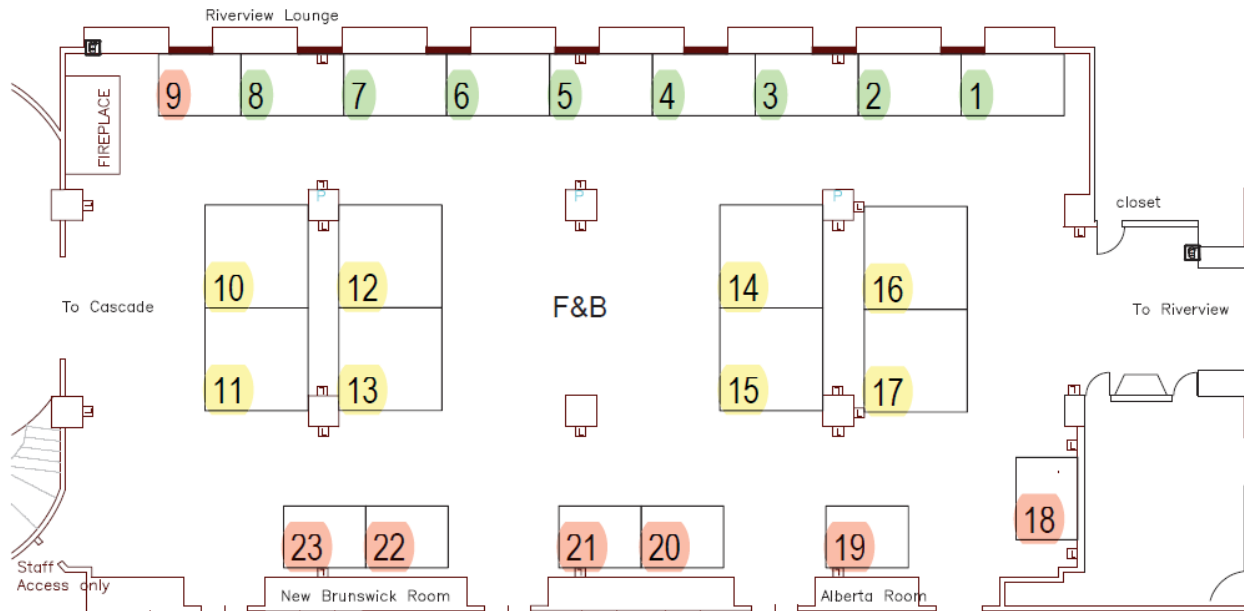 Riverview Lounge
FIREPLACE
9 8 7 6 5 4 3 2 1
P P P
closet
10 12 14 16
To Cascade F&B To Riverview
11 13 15 17
18
23 22 21 20 19
Staff
Access only
New Brunswick Room Alberta Room